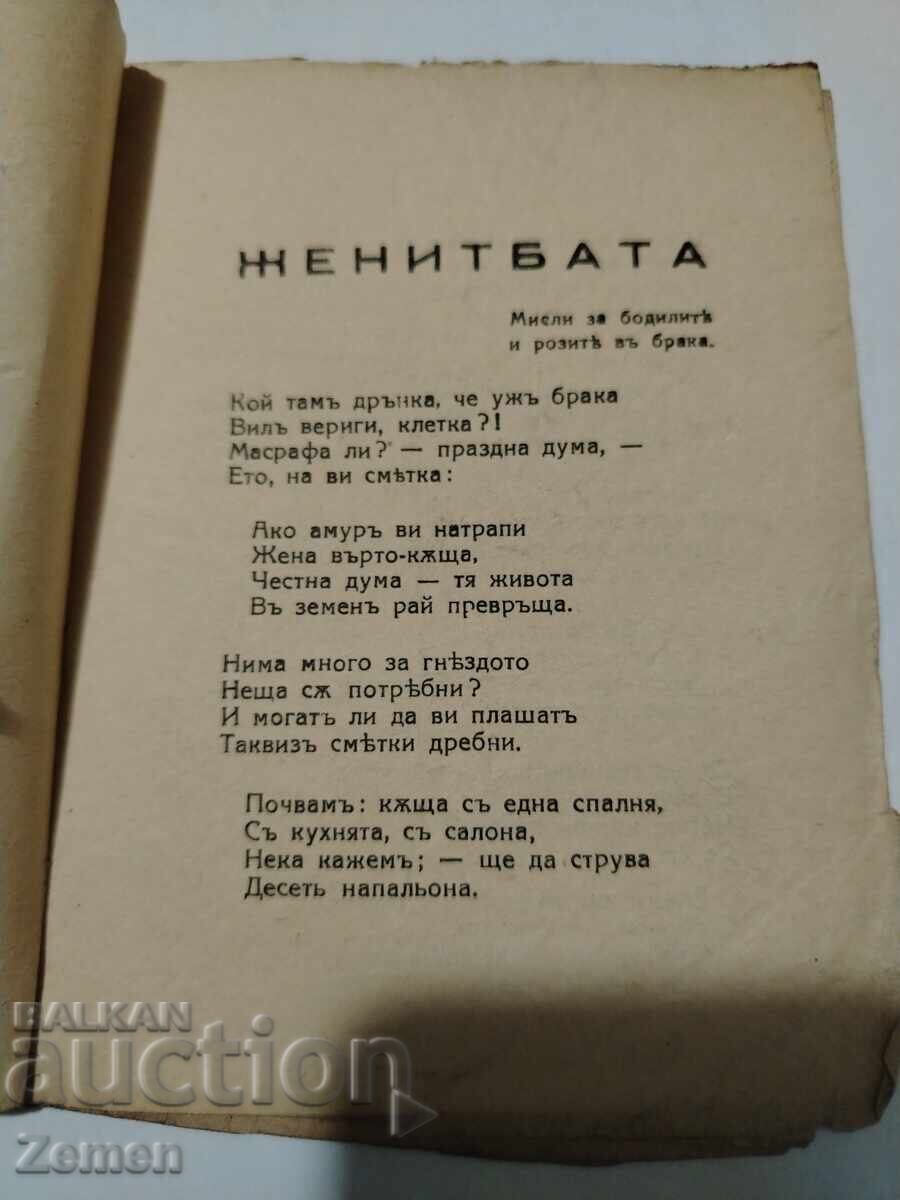 ЖЕНИТБАТА
Мисли за бодилитѣ
и розитѣ въ брака.
Кой тамъ дрънка, че ужъ брака
Билъ вериги, клетка?!
Масрафа ли? — праздна дума, —
Ето, на ви смѣтка:
Ако амуръ ви натрапи
Жена върто-кѫща,
Честна дума — тя живота
Въ земенъ рай превръща.
Нима много за гнѣздото
Неща сѫ потрѣбни?
И могатъ ли да ви плашатъ
Таквизъ смѣтки дребни.
Почвамъ: кѫща съ една спалня,
Съ кухнята, съ салона,
Нека кажемъ; — ще да струва
Десеть напальона.
BALKAN
auction
Zemen